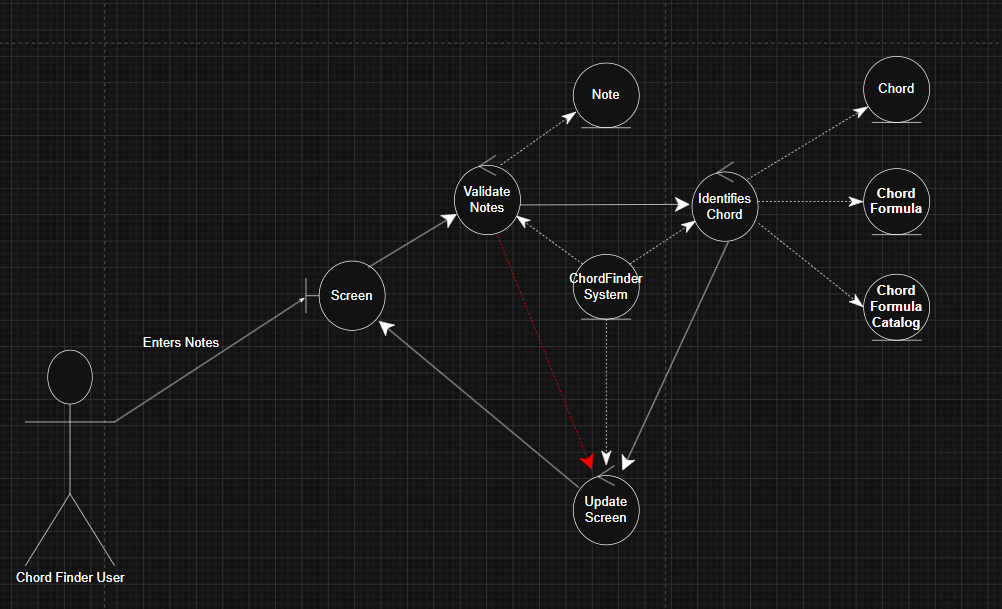 Note
Chord
Validate
Notes
Identifies
Chord
Chord
Formula
ChordFinder
System
Screen
Chord
Formula
Catalog
Enters Notes
Update
Screen
Chord Finder User